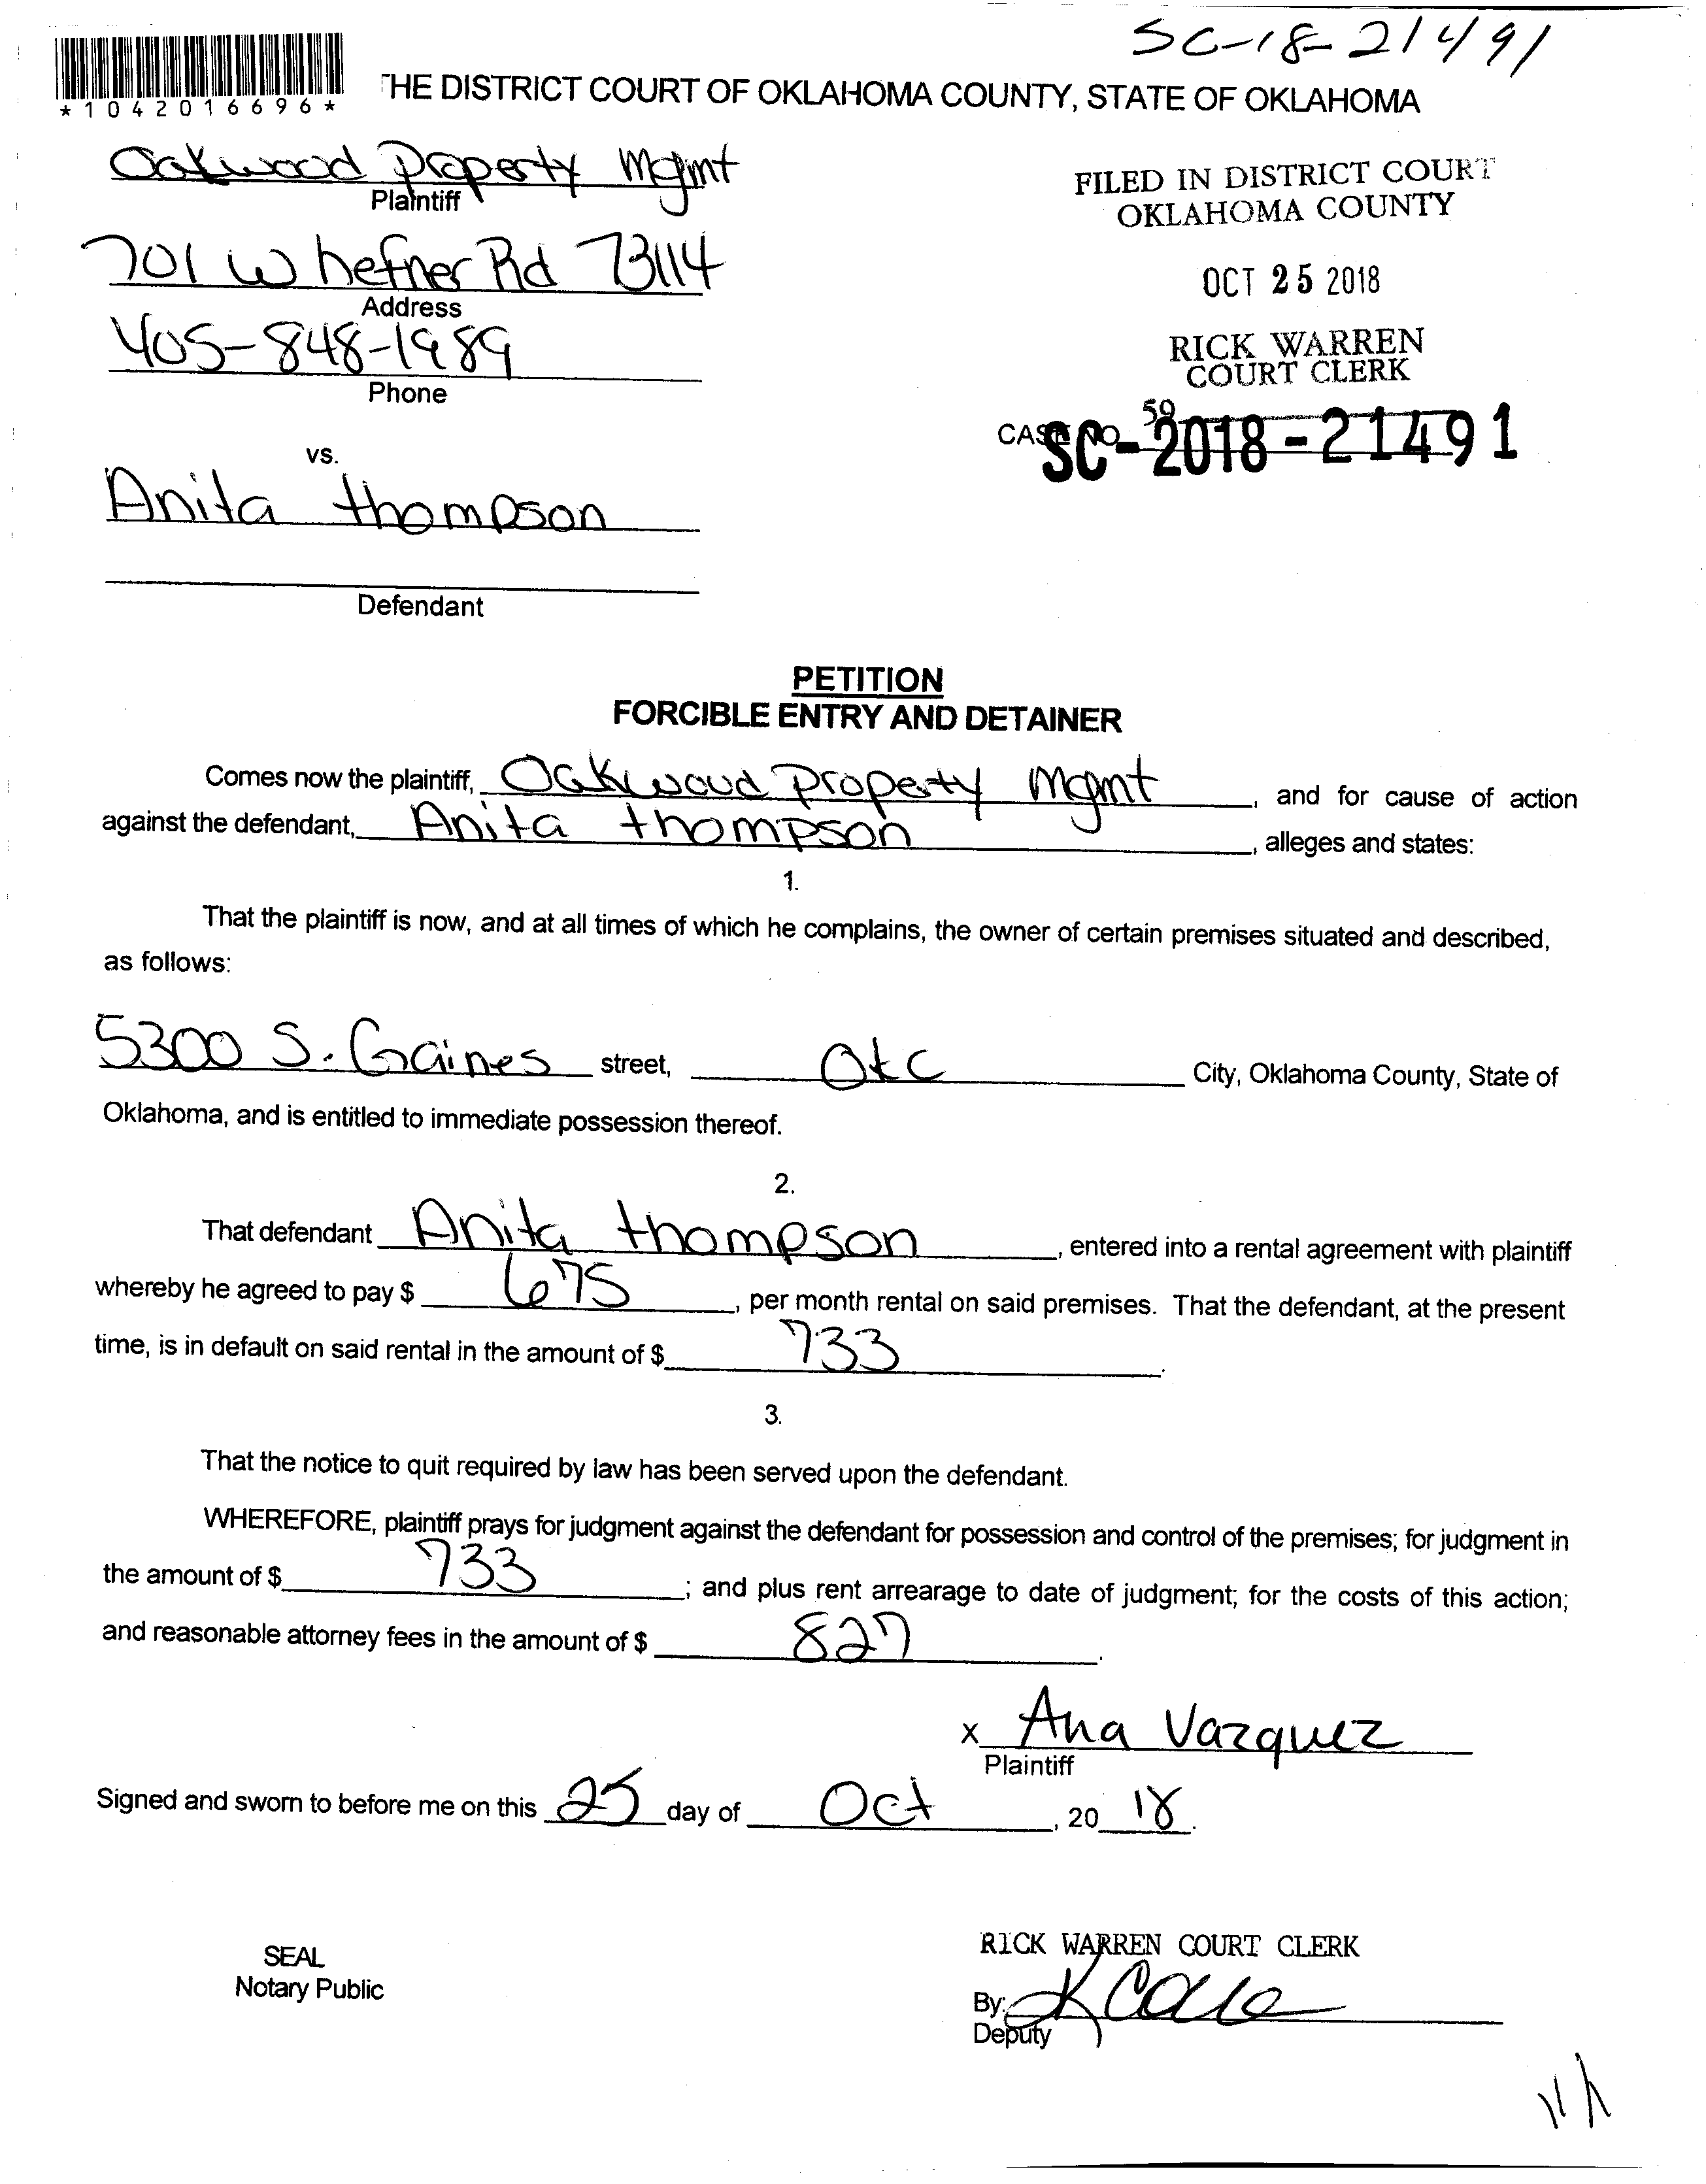 SC-18-21491
*1042016696*
THE DISTRICT COURT OF OKLAHOMA COUNTY, STATE OF OKLAHOMA
Oakwood Property Mgmt
Plaintiff
FILED IN DISTRICT COURT
OKLAHOMA COUNTY
701 W hefner Rd 73114
Address
OCT 25 2018
405-848-1989
Phone
RICK WARREN
COURT CLERK
59
CASE NO.
SC-2018-21491
vs.
Anita thompson
Defendant
PETITION
FORCIBLE ENTRY AND DETAINER
Comes now the plaintiff, Oakwood Property Mgmt, and for cause of action
against the defendant, Anita thompson, alleges and states:
1.
That the plaintiff is now, and at all times of which he complains, the owner of certain premises situated and described,
as follows:
5300 S. Gaines street, OKC City, Oklahoma County, State of
Oklahoma, and is entitled to immediate possession thereof.
2.
That defendant Anita thompson, entered into a rental agreement with plaintiff
whereby he agreed to pay $ 675, per month rental on said premises. That the defendant, at the present
time, is in default on said rental in the amount of $ 733.
3.
That the notice to quit required by law has been served upon the defendant.
WHEREFORE, plaintiff prays for judgment against the defendant for possession and control of the premises; for judgment in
the amount of $ 733; and plus rent arrearage to date of judgment; for the costs of this action;
and reasonable attorney fees in the amount of $ 827.
x Ana Vazquez
Plaintiff
Signed and sworn to before me on this 25 day of Oct, 20 18.
SEAL
Notary Public
RICK WARREN COURT CLERK
By:
Deputy